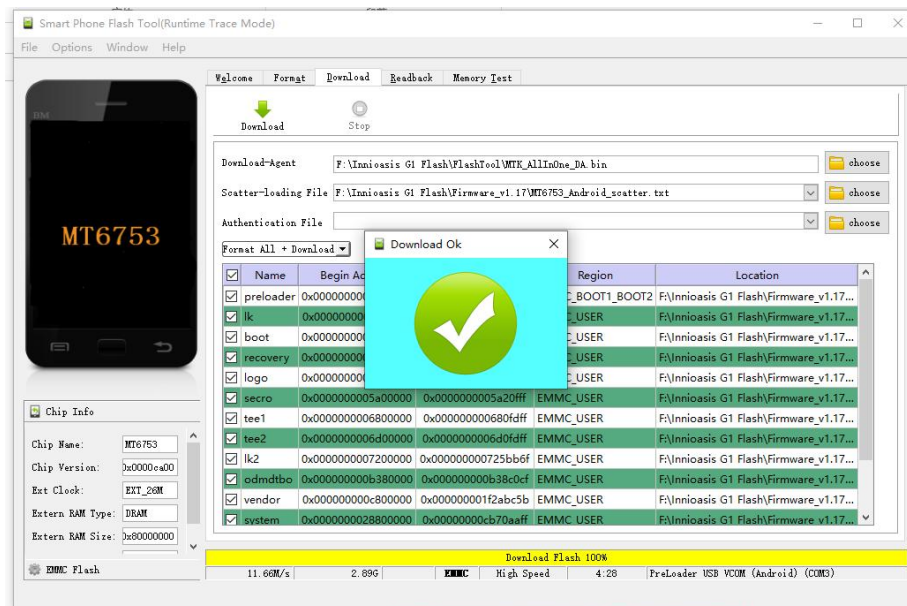 Smart Phone Flash Tool(Runtime Trace Mode)
File Options Window Help
BM
MT6753
Welcome Format Download Readback Memory Test
Download Stop
Download-Agent F:\Innioasis G1 Flash\FlashTool\MTK_AllInOne_DA.bin choose
Scatter-loading File F:\Innioasis G1 Flash\Firmware_v1.17\MT6753_Android_scatter.txt choose
Authentication File choose
Format All + Download
Download Ok
Name Begin Ad Region Location
preloader 0x00000000 C_BOOT1_BOOT2 F:\Innioasis G1 Flash\Firmware_v1.17...
lk 0x00000000 C_USER F:\Innioasis G1 Flash\Firmware_v1.17...
boot 0x00000000 C_USER F:\Innioasis G1 Flash\Firmware_v1.17...
recovery 0x00000000 C_USER F:\Innioasis G1 Flash\Firmware_v1.17...
logo 0x00000000 C_USER F:\Innioasis G1 Flash\Firmware_v1.17...
secro 0x0000000005a00000 0x0000000005a20fff EMMC_USER F:\Innioasis G1 Flash\Firmware_v1.17...
tee1 0x0000000006800000 0x000000000680fdff EMMC_USER F:\Innioasis G1 Flash\Firmware_v1.17...
tee2 0x0000000006d00000 0x0000000006d0fdff EMMC_USER F:\Innioasis G1 Flash\Firmware_v1.17...
lk2 0x0000000007200000 0x000000000725bb6f EMMC_USER F:\Innioasis G1 Flash\Firmware_v1.17...
odmdtbo 0x000000000b380000 0x000000000b38c0cf EMMC_USER F:\Innioasis G1 Flash\Firmware_v1.17...
vendor 0x000000000c800000 0x000000001f2abc5b EMMC_USER F:\Innioasis G1 Flash\Firmware_v1.17...
system 0x0000000028800000 0x00000000cb70aaff EMMC_USER F:\Innioasis G1 Flash\Firmware_v1.17...
Chip Info
Chip Name: MT6753
Chip Version: 0x0000ca00
Ext Clock: EXT_26M
Extern RAM Type: DRAM
Extern RAM Size: 0x80000000
EMMC Flash
Download Flash 100%
11.66M/s 2.89G EMMC High Speed 4:28 PreLoader USB VCOM (Android) (COM3)